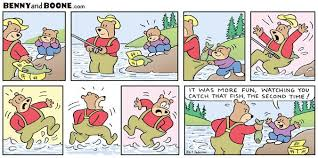 BENNY and BOONE.COM
IT WAS MORE FUN, WATCHING YOU
CATCH THAT FISH, THE SECOND TIME!